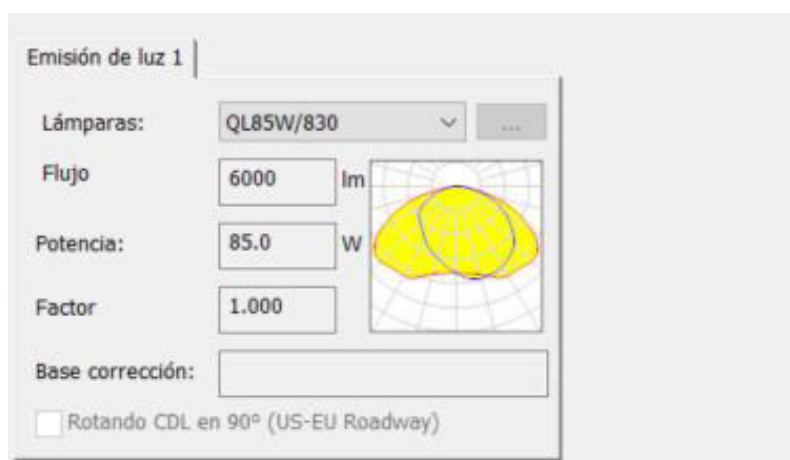 Emisión de luz 1
Lámparas: QL85W/830 ...
Flujo 6000 lm
Potencia: 85.0 W
Factor 1.000
Base corrección:
Rotando CDL en 90º (US-EU Roadway)